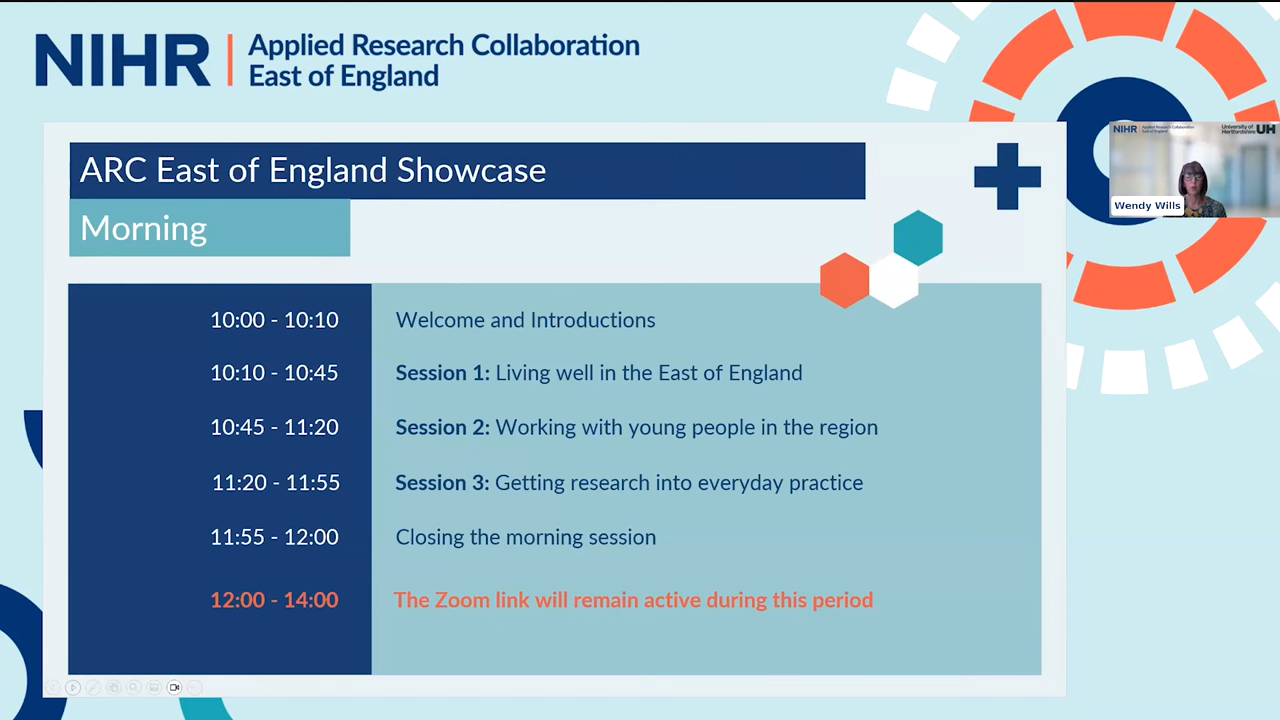 NIHR | Applied Research Collaboration
East of England
NIHR | Applied Research Collaboration
East of England
University of
Hertfordshire UH
Wendy Wills
ARC East of England Showcase
Morning
10:00 - 10:10 Welcome and Introductions
10:10 - 10:45 Session 1: Living well in the East of England
10:45 - 11:20 Session 2: Working with young people in the region
11:20 - 11:55 Session 3: Getting research into everyday practice
11:55 - 12:00 Closing the morning session
12:00 - 14:00 The Zoom link will remain active during this period